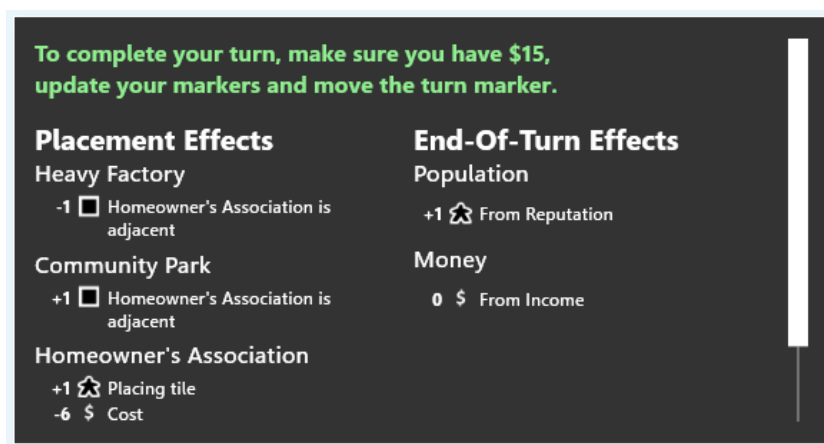 To complete your turn, make sure you have $15,
update your markers and move the turn marker.
Placement Effects
Heavy Factory
-1 Homeowner's Association is
adjacent
Community Park
+1 Homeowner's Association is
adjacent
Homeowner's Association
+1 Placing tile
-6 $ Cost
End-Of-Turn Effects
Population
+1 From Reputation
Money
0 $ From Income